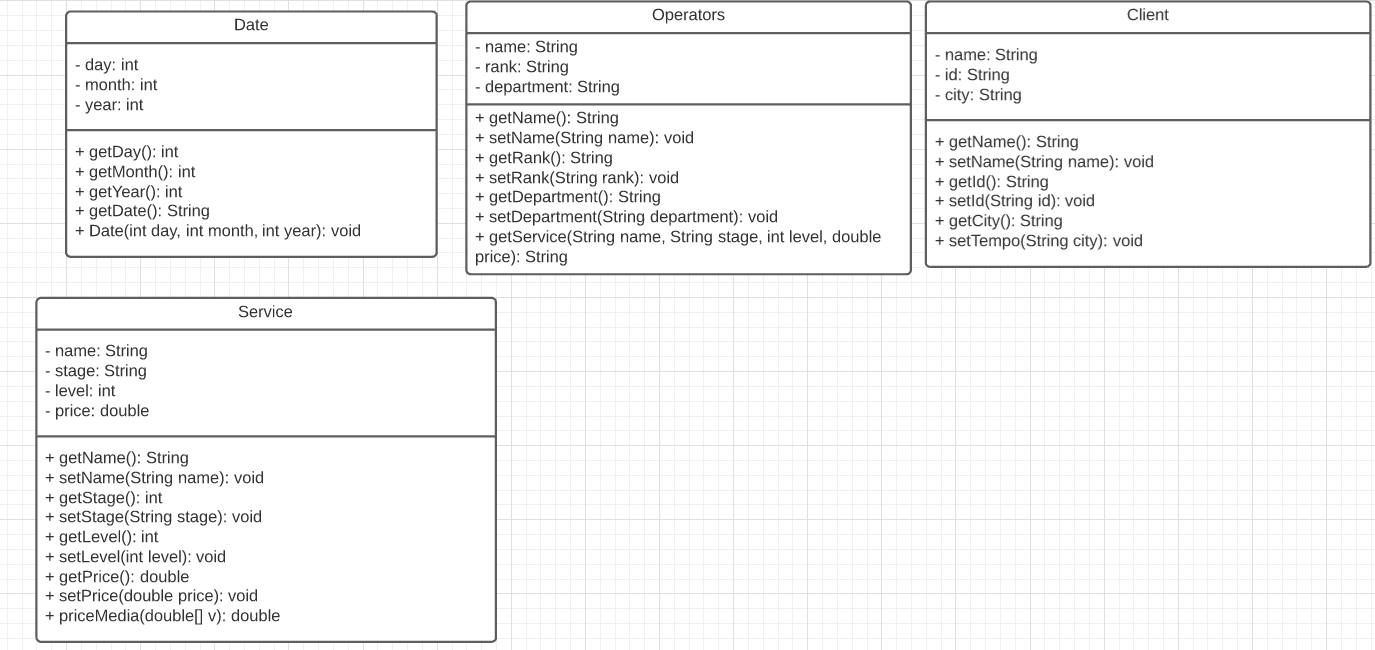 Date
- day: int
- month: int
- year: int
+ getDay(): int
+ getMonth(): int
+ getYear(): int
+ getDate(): String
+ Date(int day, int month, int year): void
Operators
- name: String
- rank: String
- department: String
+ getName(): String
+ setName(String name): void
+ getRank(): String
+ setRank(String rank): void
+ getDepartment(): String
+ setDepartment(String department): void
+ getService(String name, String stage, int level, double
price): String
Client
- name: String
- id: String
- city: String
+ getName(): String
+ setName(String name): void
+ getId(): String
+ setId(String id): void
+ getCity(): String
+ setTempo(String city): void
Service
- name: String
- stage: String
- level: int
- price: double
+ getName(): String
+ setName(String name): void
+ getStage(): int
+ setStage(String stage): void
+ getLevel(): int
+ setLevel(int level): void
+ getPrice(): double
+ setPrice(double price): void
+ priceMedia(double[] v): double